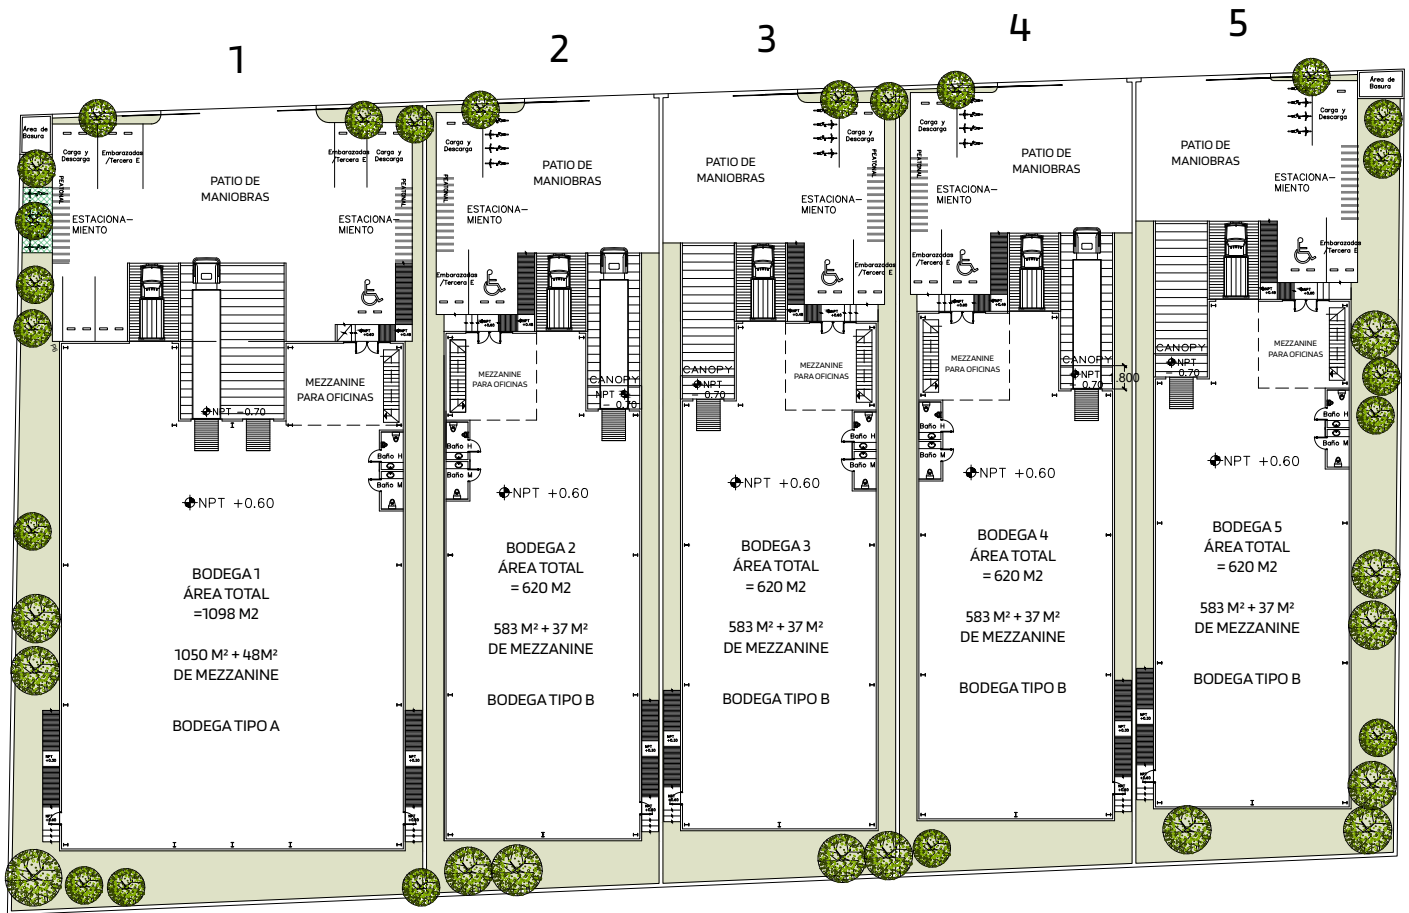 1
2
3
4
5
Área de
Basura
Carga y
Descarga
Embarazadas
/Tercera E
PEATONAL
PATIO DE
MANIOBRAS
ESTACIONA-
MIENTO
Embarazadas
/Tercera E
Carga y
Descarga
PEATONAL
ESTACIONA-
MIENTO
MEZZANINE
PARA OFICINAS
NPT -0.70
Baño H
Baño M
NPT +0.60
BODEGA 1
ÁREA TOTAL
=1098 M2
1050 M² + 48M²
DE MEZZANINE
BODEGA TIPO A
Carga y
Descarga
PEATONAL
PATIO DE
MANIOBRAS
ESTACIONA-
MIENTO
Embarazadas
/Tercera E
MEZZANINE
PARA OFICINAS
CANOPY
NPT
- 0.70
Baño H
Baño M
NPT +0.60
BODEGA 2
ÁREA TOTAL
= 620 M2
583 M² + 37 M²
DE MEZZANINE
BODEGA TIPO B
PATIO DE
MANIOBRAS
Carga y
Descarga
PEATONAL
ESTACIONA-
MIENTO
Embarazadas
/Tercera E
CANOPY
NPT
- 0.70
MEZZANINE
PARA OFICINAS
Baño H
Baño M
NPT +0.60
BODEGA 3
ÁREA TOTAL
= 620 M2
583 M² + 37 M²
DE MEZZANINE
BODEGA TIPO B
Carga y
Descarga
PEATONAL
PATIO DE
MANIOBRAS
ESTACIONA-
MIENTO
Embarazadas
/Tercera E
MEZZANINE
PARA OFICINAS
CANOPY
NPT
- 0.70
Baño H
Baño M
NPT +0.60
BODEGA 4
ÁREA TOTAL
= 620 M2
583 M² + 37 M²
DE MEZZANINE
BODEGA TIPO B
Área de
Basura
Carga y
Descarga
PATIO DE
MANIOBRAS
PEATONAL
ESTACIONA-
MIENTO
Embarazadas
/Tercera E
CANOPY
NPT
- 0.70
MEZZANINE
PARA OFICINAS
Baño H
Baño M
NPT +0.60
BODEGA 5
ÁREA TOTAL
= 620 M2
583 M² + 37 M²
DE MEZZANINE
BODEGA TIPO B